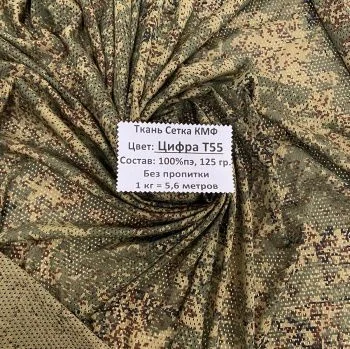 Ткань Сетка КМФ
Цвет: Цифра Т55
Состав: 100%пэ, 125 гр.
Без пропитки
1 кг = 5,6 метров